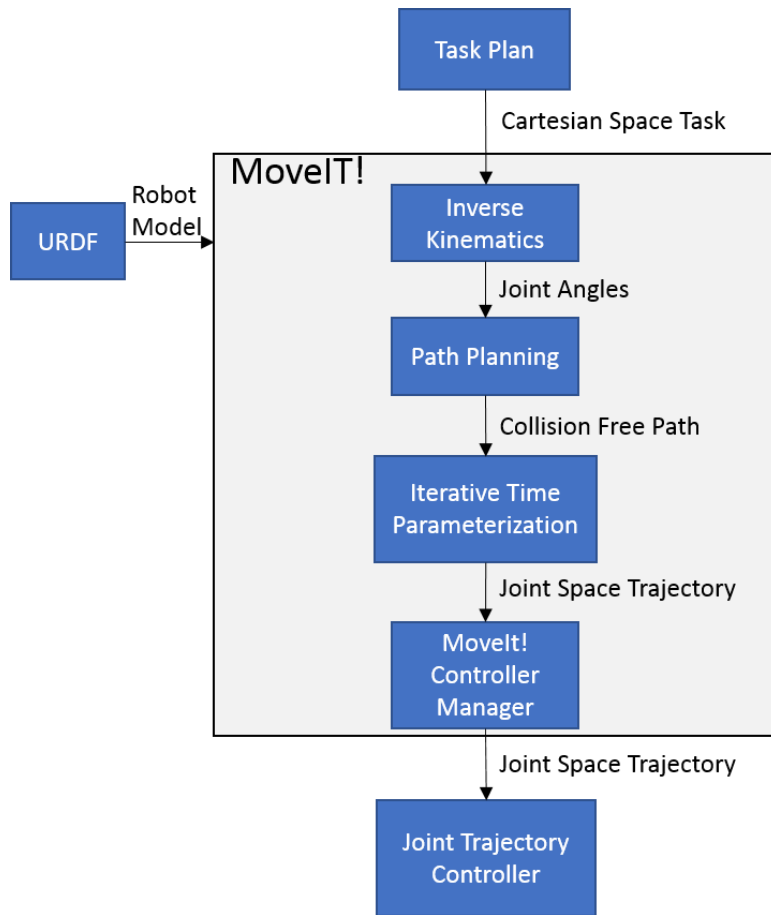 Task Plan
Cartesian Space Task
MoveIT!
Robot
Model
URDF
Inverse
Kinematics
Joint Angles
Path Planning
Collision Free Path
Iterative Time
Parameterization
Joint Space Trajectory
MoveIt!
Controller
Manager
Joint Space Trajectory
Joint Trajectory
Controller